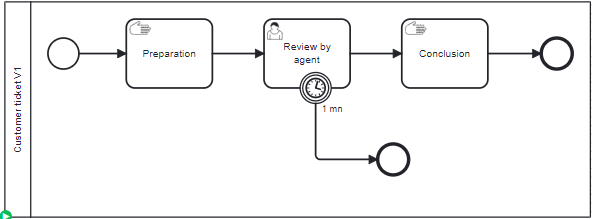 Customer ticket V1
Preparation
Review by
agent
1 mn
Conclusion